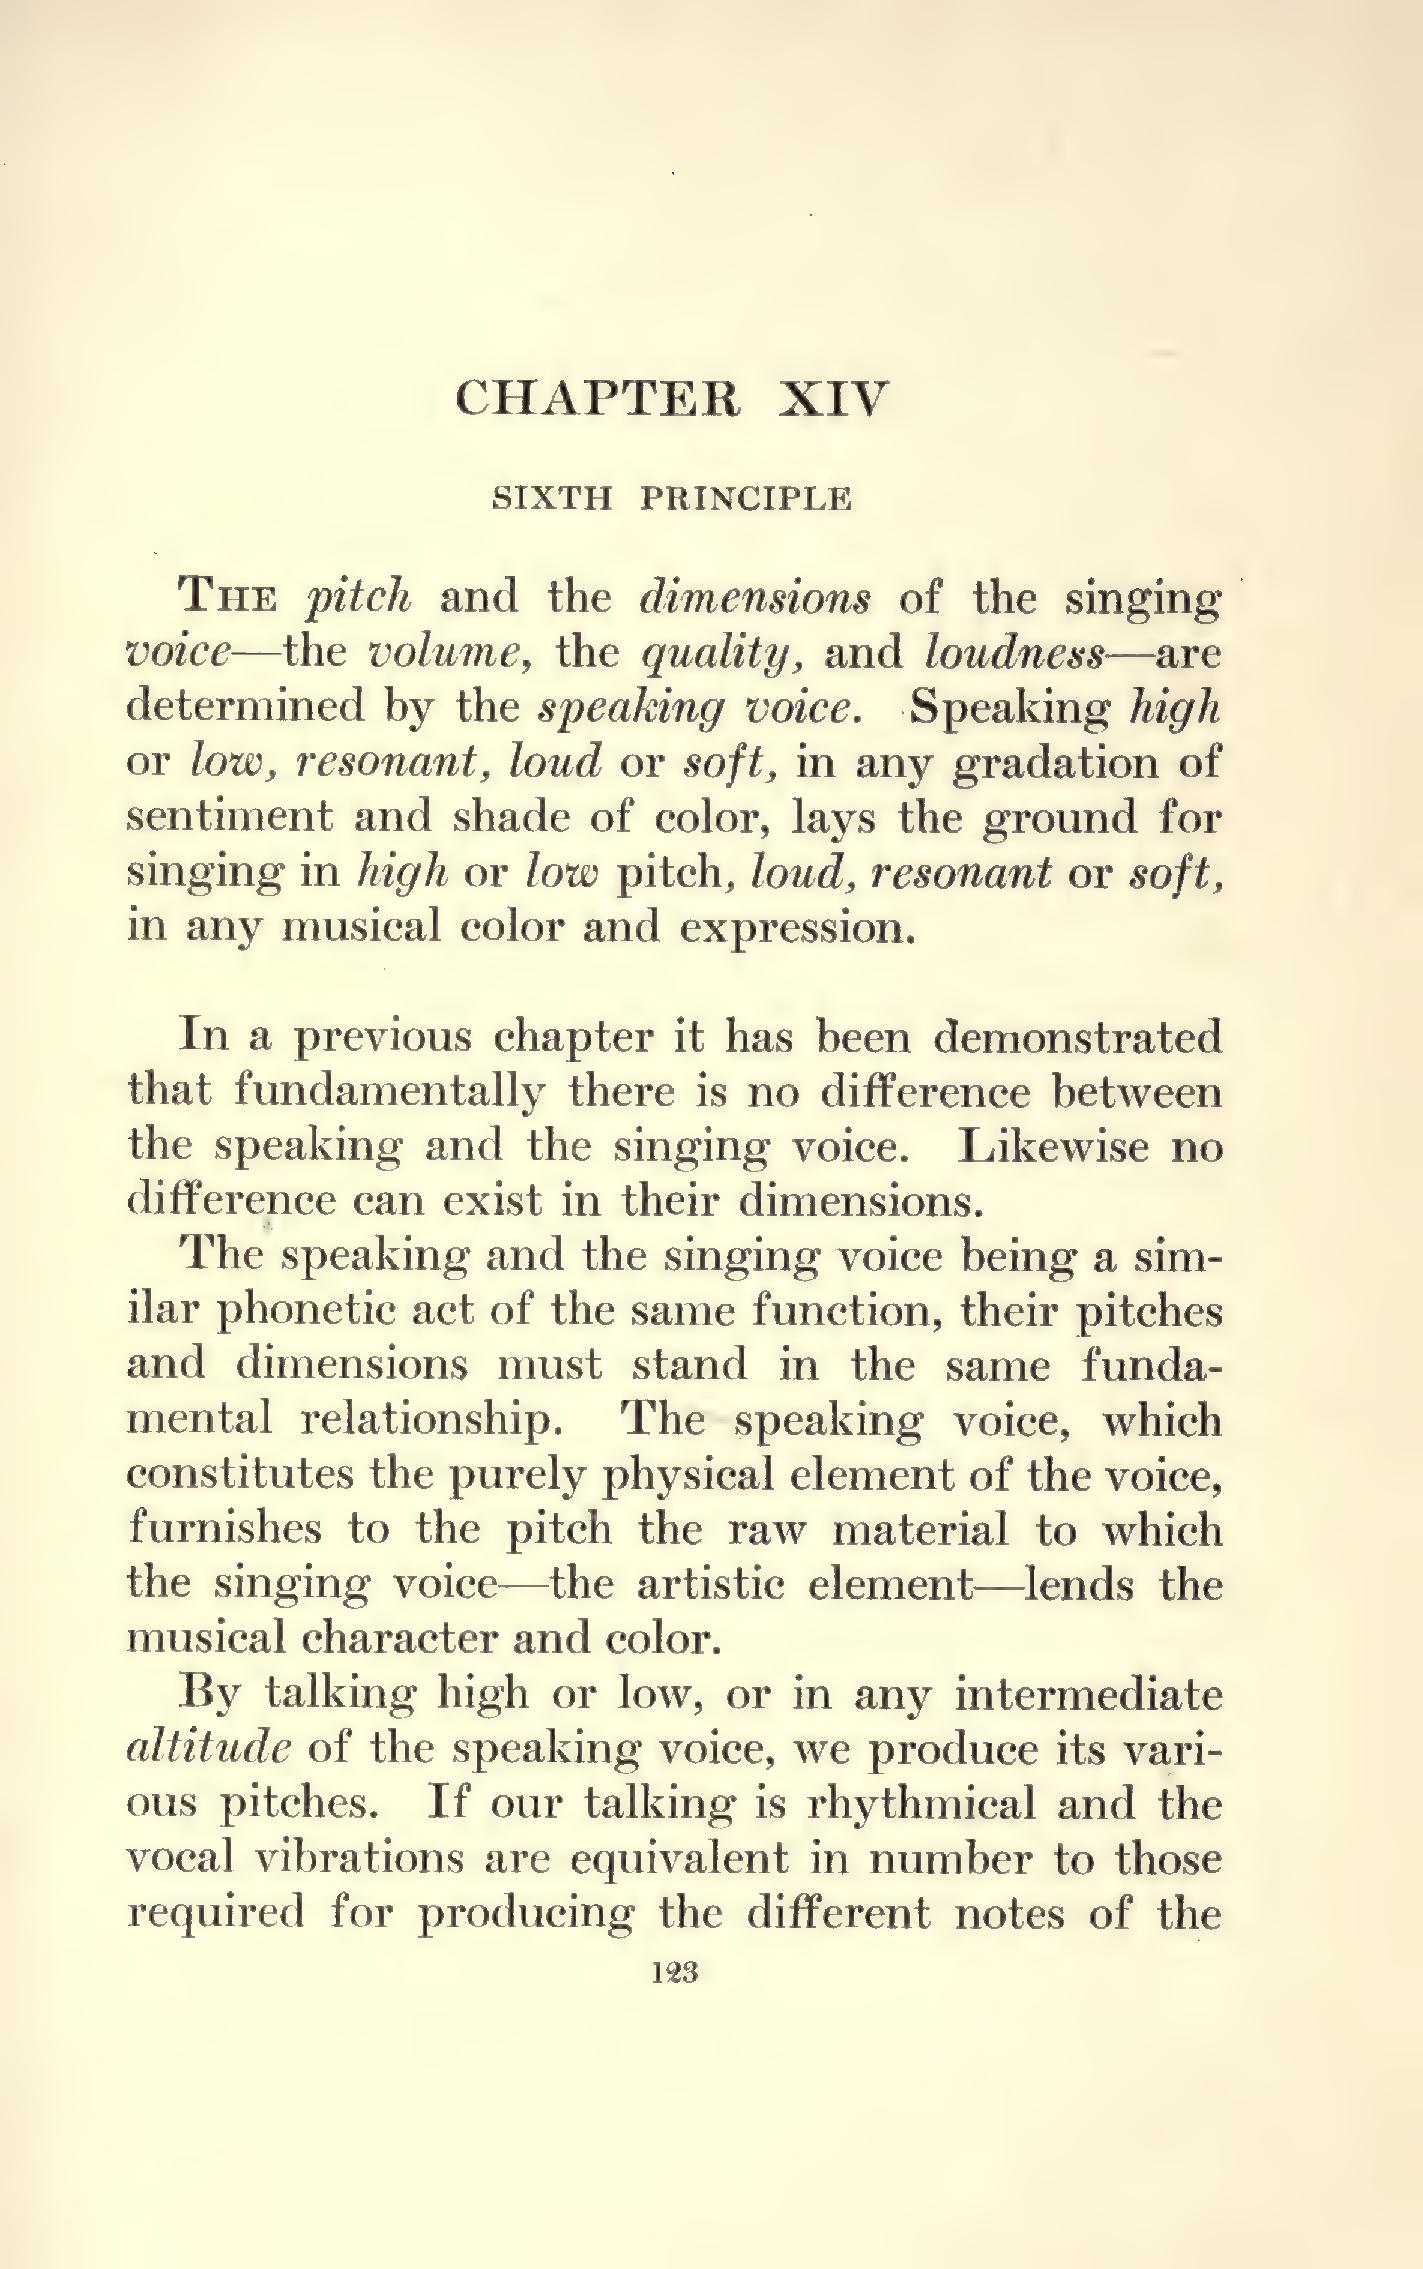 CHAPTER XIV
SIXTH PRINCIPLE
THE pitch and the dimensions of the singing
voice—the volume, the quality, and loudness—are
determined by the speaking voice. Speaking high
or low, resonant, loud or soft, in any gradation of
sentiment and shade of color, lays the ground for
singing in high or low pitch, loud, resonant or soft,
in any musical color and expression.
In a previous chapter it has been demonstrated
that fundamentally there is no difference between
the speaking and the singing voice. Likewise no
difference can exist in their dimensions.
The speaking and the singing voice being a sim-
ilar phonetic act of the same function, their pitches
and dimensions must stand in the same funda-
mental relationship. The speaking voice, which
constitutes the purely physical element of the voice,
furnishes to the pitch the raw material to which
the singing voice—the artistic element—lends the
musical character and color.
By talking high or low, or in any intermediate
altitude of the speaking voice, we produce its vari-
ous pitches. If our talking is rhythmical and the
vocal vibrations are equivalent in number to those
required for producing the different notes of the
123